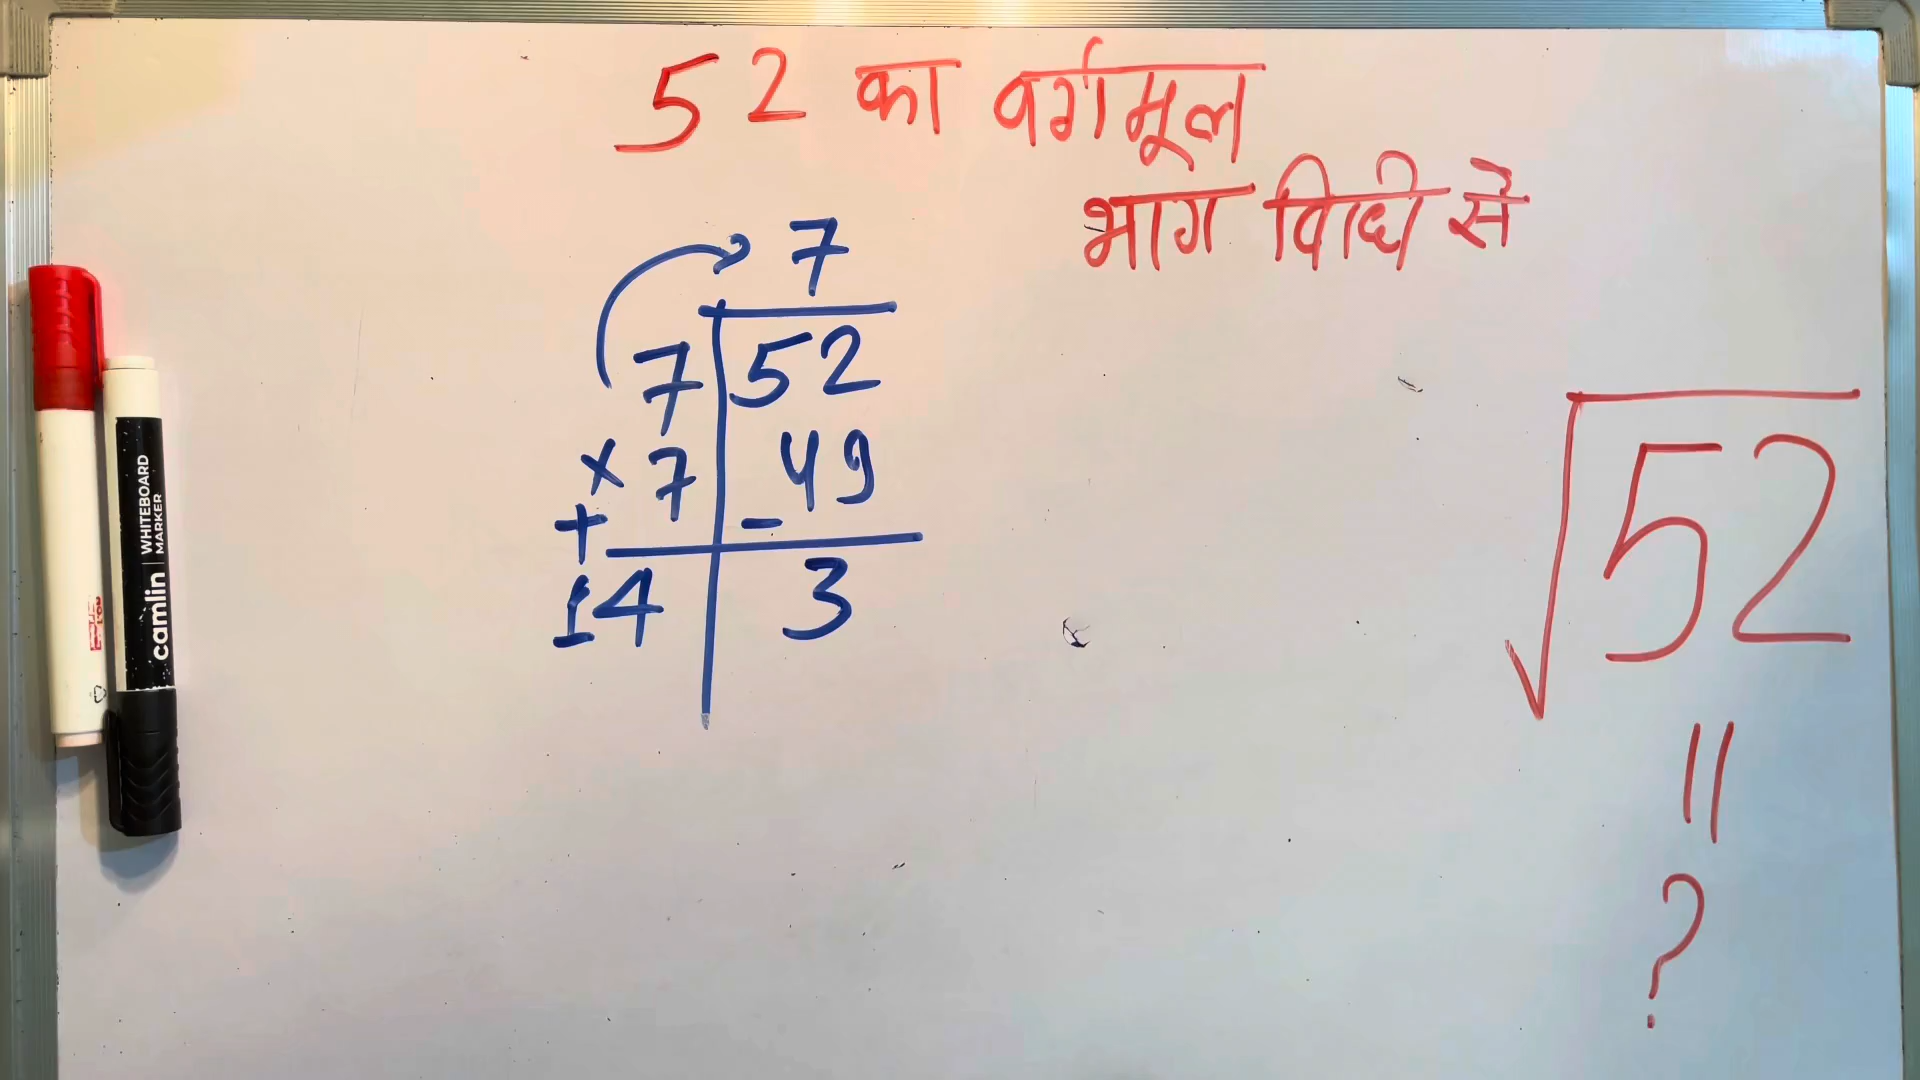 52 का वर्गमूल
भाग विधि से
7
7 52
× 7 49
+ -
14 3
√52
=
?
camlin WHITEBOARD MARKER